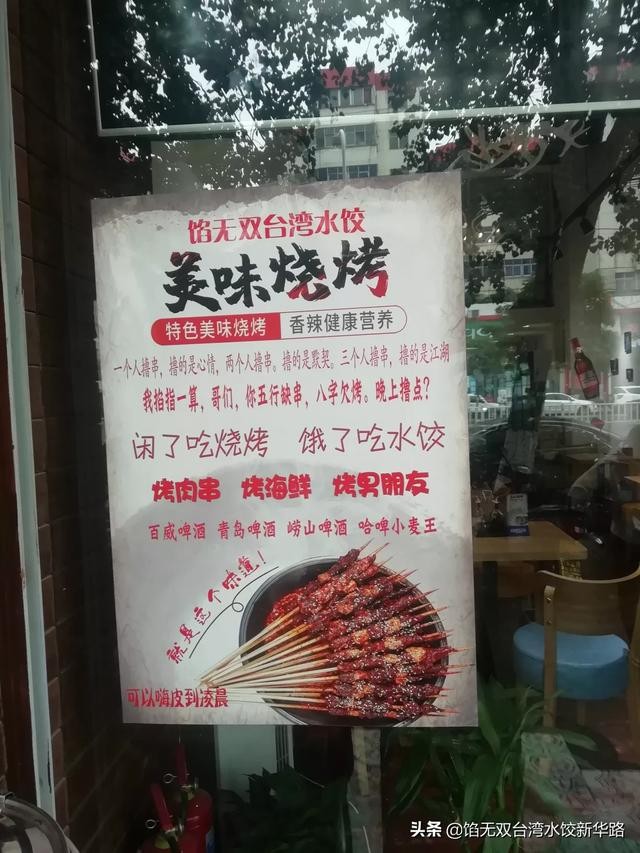 馅无双台湾水饺
美味烧烤
特色美味烧烤 香辣健康营养
一个人撸串，撸的是心情，两个人撸串。撸的是默契。三个人撸串，撸的是江湖
我掐指一算，哥们，你五行缺串，八字欠烤。晚上撸点？
闲了吃烧烤 饿了吃水饺
烤肉串 烤海鲜 烤男朋友
百威啤酒 青岛啤酒 崂山啤酒 哈啤小麦王
就是这个味道！
可以嗨皮到凌晨
头条 @馅无双台湾水饺新华路